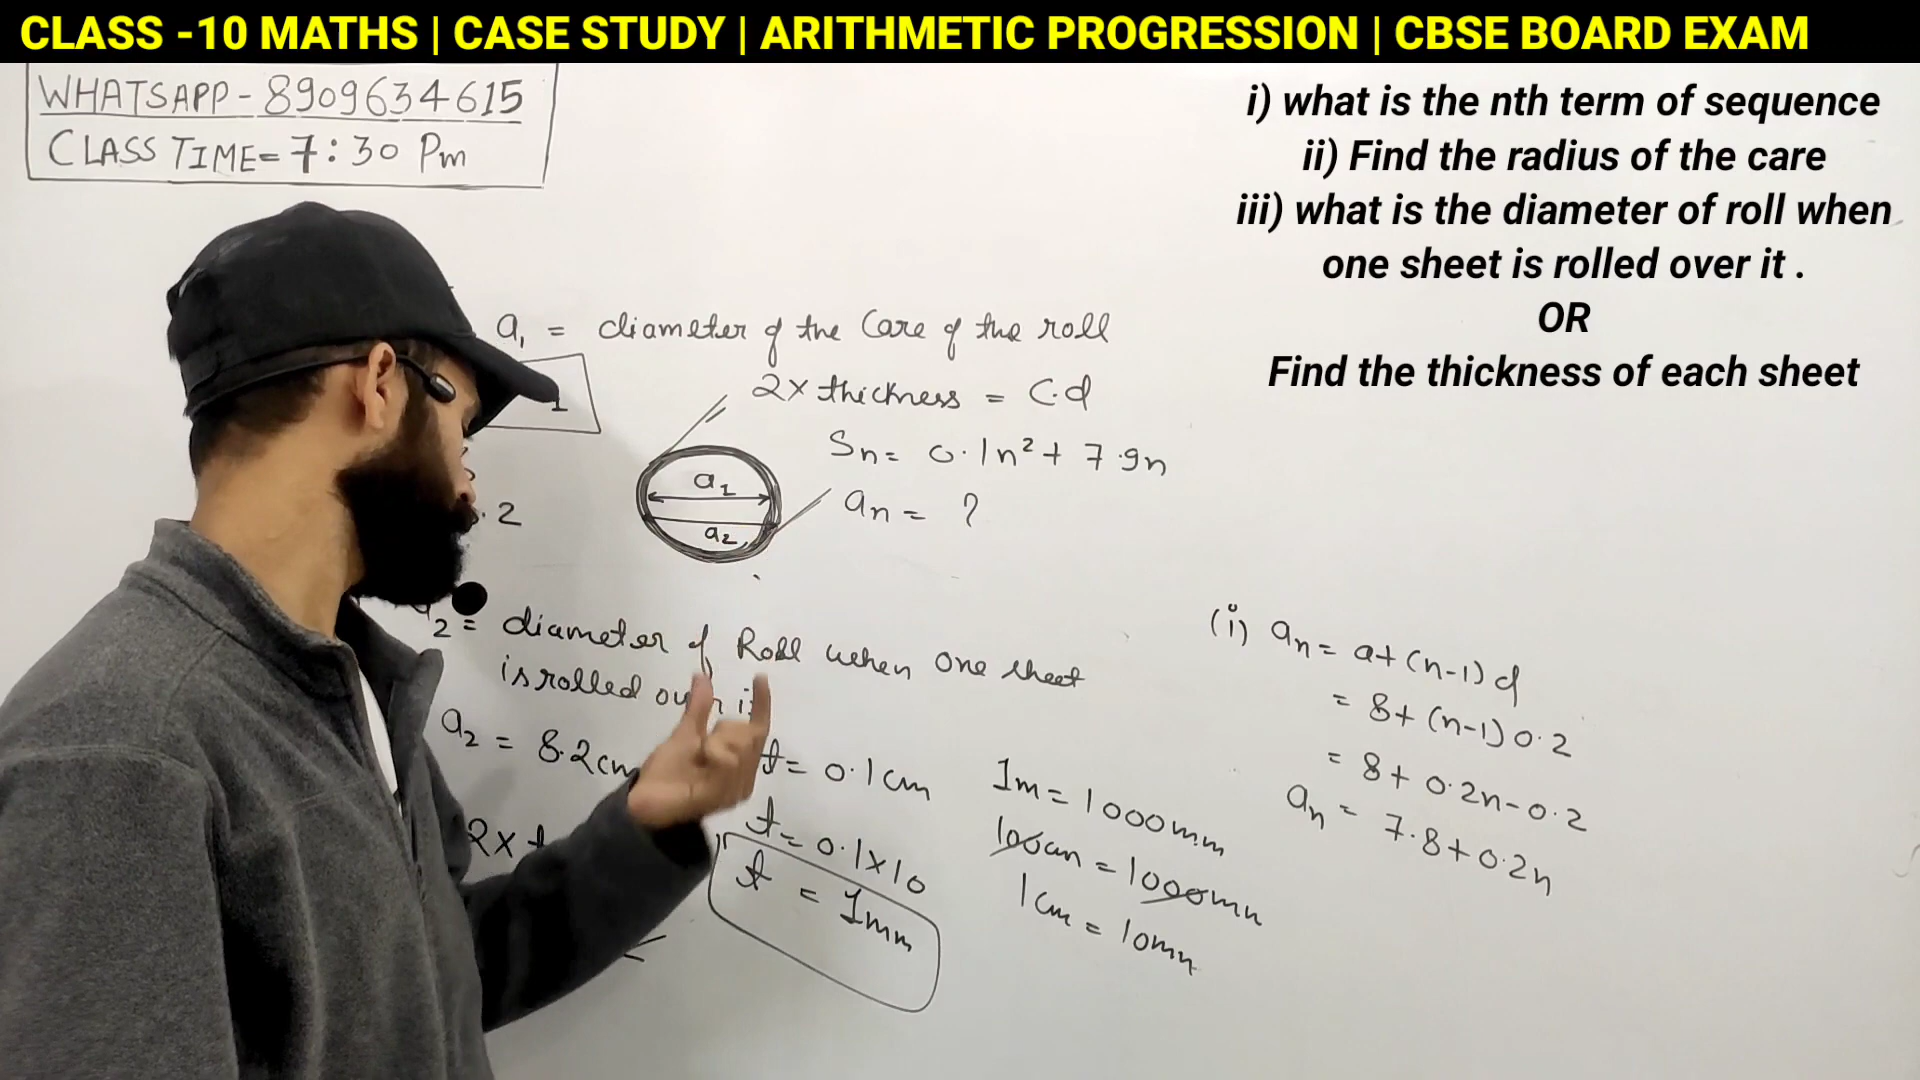 CLASS -10 MATHS | CASE STUDY | ARITHMETIC PROGRESSION | CBSE BOARD EXAM
WHATSAPP - 8909634615
CLASS TIME = 7:30 Pm
i) what is the nth term of sequence
ii) Find the radius of the care
iii) what is the diameter of roll when
one sheet is rolled over it .
OR
Find the thickness of each sheet
a₁ = diameter of the Care of the roll
2× thickness = C.d
Sn = 0.1n² + 7.9n
an = ?
a₁
a₂
.2
2 = diameter of Roll when one sheet
is rolled
a₂ = 8.2cm
2×t
t = 0.1cm
t = 0.1×10
t = 1mm
1m = 1000mm
100cm = 1000mm
1cm = 10mm
(i) an = a+(n-1)d
= 8+(n-1)0.2
= 8+0.2n-0.2
an = 7.8+0.2n